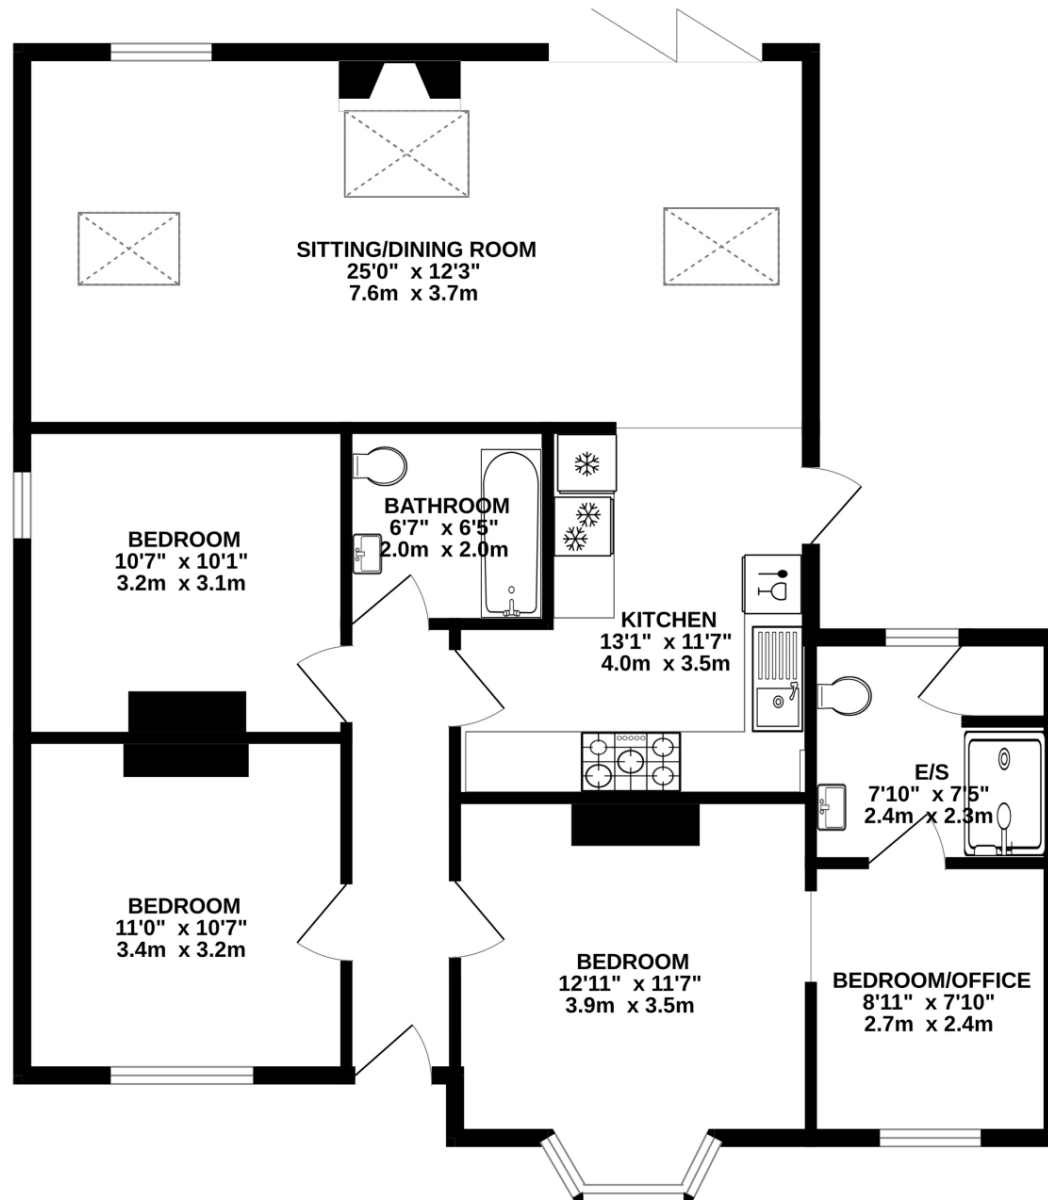 SITTING/DINING ROOM
25'0" x 12'3"
7.6m x 3.7m
BATHROOM
6'7" x 6'5"
2.0m x 2.0m
BEDROOM
10'7" x 10'1"
3.2m x 3.1m
KITCHEN
13'1" x 11'7"
4.0m x 3.5m
E/S
7'10" x 7'5"
2.4m x 2.3m
BEDROOM
11'0" x 10'7"
3.4m x 3.2m
BEDROOM
12'11" x 11'7"
3.9m x 3.5m
BEDROOM/OFFICE
8'11" x 7'10"
2.7m x 2.4m